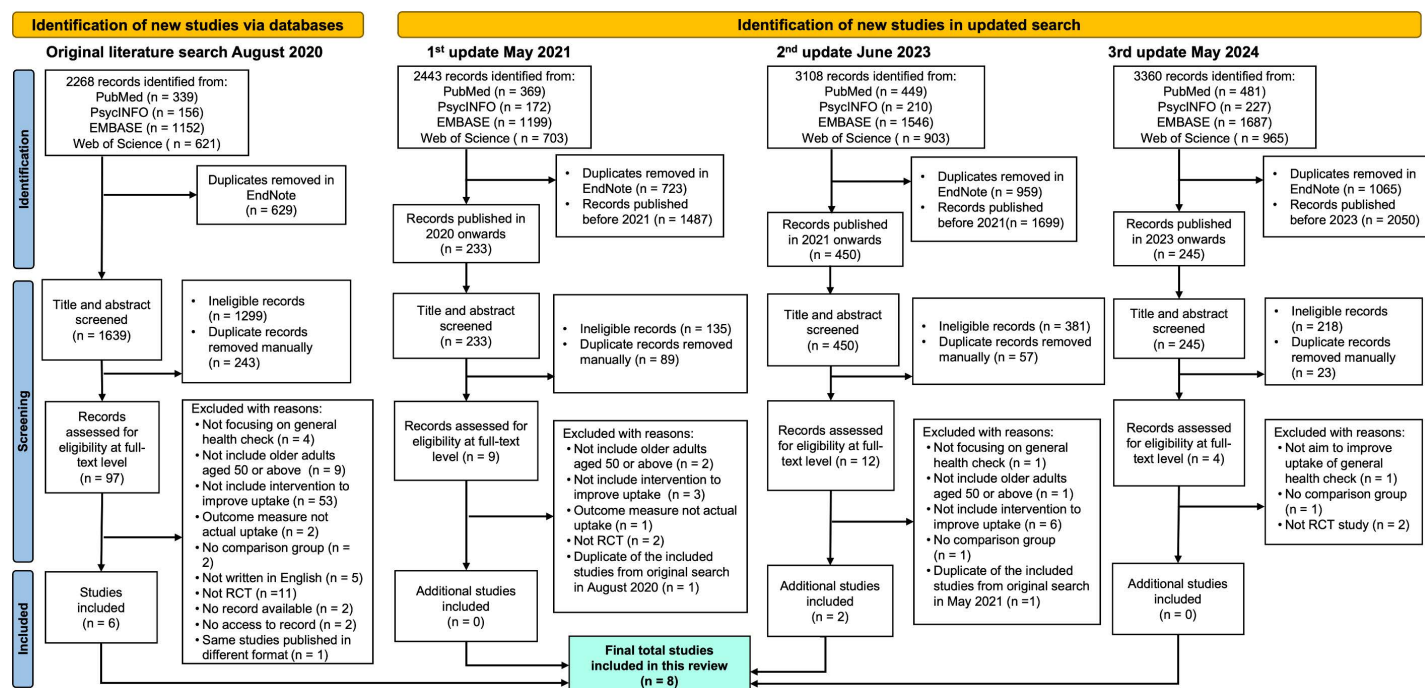 Identification of new studies via databases
Original literature search August 2020
Identification
Screening
Included
2268 records identified from:
PubMed (n = 339)
PsycINFO (n = 156)
EMBASE (n = 1152)
Web of Science ( n = 621)
Duplicates removed in
EndNote
(n = 629)
Title and abstract
screened
(n = 1639)
• Ineligible records
(n = 1299)
• Duplicate records
removed manually
(n = 243)
Records
assessed for
eligibility at full-
text level
(n = 97)
Excluded with reasons:
• Not focusing on general
health check (n = 4)
• Not include older adults
aged 50 or above (n = 9)
• Not include intervention to
improve uptake (n = 53)
• Outcome measure not
actual uptake (n = 2)
• No comparison group (n =
2)
• Not written in English (n = 5)
• Not RCT (n =11)
• No record available (n = 2)
• No access to record (n = 2)
• Same studies published in
different format (n = 1)
Studies
included
(n = 6)
Identification of new studies in updated search
1st update May 2021
2443 records identified from:
PubMed (n = 369)
PsycINFO (n = 172)
EMBASE (n = 1199)
Web of Science ( n = 703)
• Duplicates removed in
EndNote (n = 723)
• Records published
before 2021 (n = 1487)
Records published in
2020 onwards
(n = 233)
Title and abstract
screened
(n = 233)
• Ineligible records (n = 135)
• Duplicate records removed
manually (n = 89)
Records assessed for
eligibility at full-text
level (n = 9)
Excluded with reasons:
• Not include older adults
aged 50 or above (n = 2)
• Not include intervention to
improve uptake (n = 3)
• Outcome measure not actual
uptake (n = 1)
• Not RCT (n = 2)
• Duplicate of the included
studies from original search
in August 2020 (n = 1)
Additional studies
included
(n = 0)
2nd update June 2023
3108 records identified from:
PubMed (n = 449)
PsycINFO (n = 210)
EMBASE (n = 1546)
Web of Science ( n = 903)
• Duplicates removed in
EndNote (n = 959)
• Records published
before 2021(n = 1699)
Records published
in 2021 onwards
(n = 450)
Title and abstract
screened
(n = 450)
• Ineligible records (n = 381)
• Duplicate records removed
manually (n = 57)
Records assessed
for eligibility at full-
text level (n = 12)
Excluded with reasons:
• Not focusing on general
health check (n = 1)
• Not include older adults
aged 50 or above (n = 1)
• Not include intervention to
improve uptake (n = 6)
• No comparison group
(n = 1)
• Duplicate of the included
studies from original search
in May 2021 (n =1)
Additional studies
included
(n = 2)
3rd update May 2024
3360 records identified from:
PubMed (n = 481)
PsycINFO (n = 227)
EMBASE (n = 1687)
Web of Science (n = 965)
• Duplicates removed in
EndNote (n = 1065)
• Records published
before 2023 (n = 2050)
Records published
in 2023 onwards
(n = 245)
Title and abstract
screened
(n = 245)
• Ineligible records
(n = 218)
• Duplicate records
removed manually
(n = 23)
Records assessed
for eligibility at full-
text level (n = 4)
• Not aim to improve
uptake of general
health check (n = 1)
• No comparison group
(n = 1)
• Not RCT study (n = 2)
Additional studies
included
(n = 0)
Final total studies
included in this review
(n = 8)